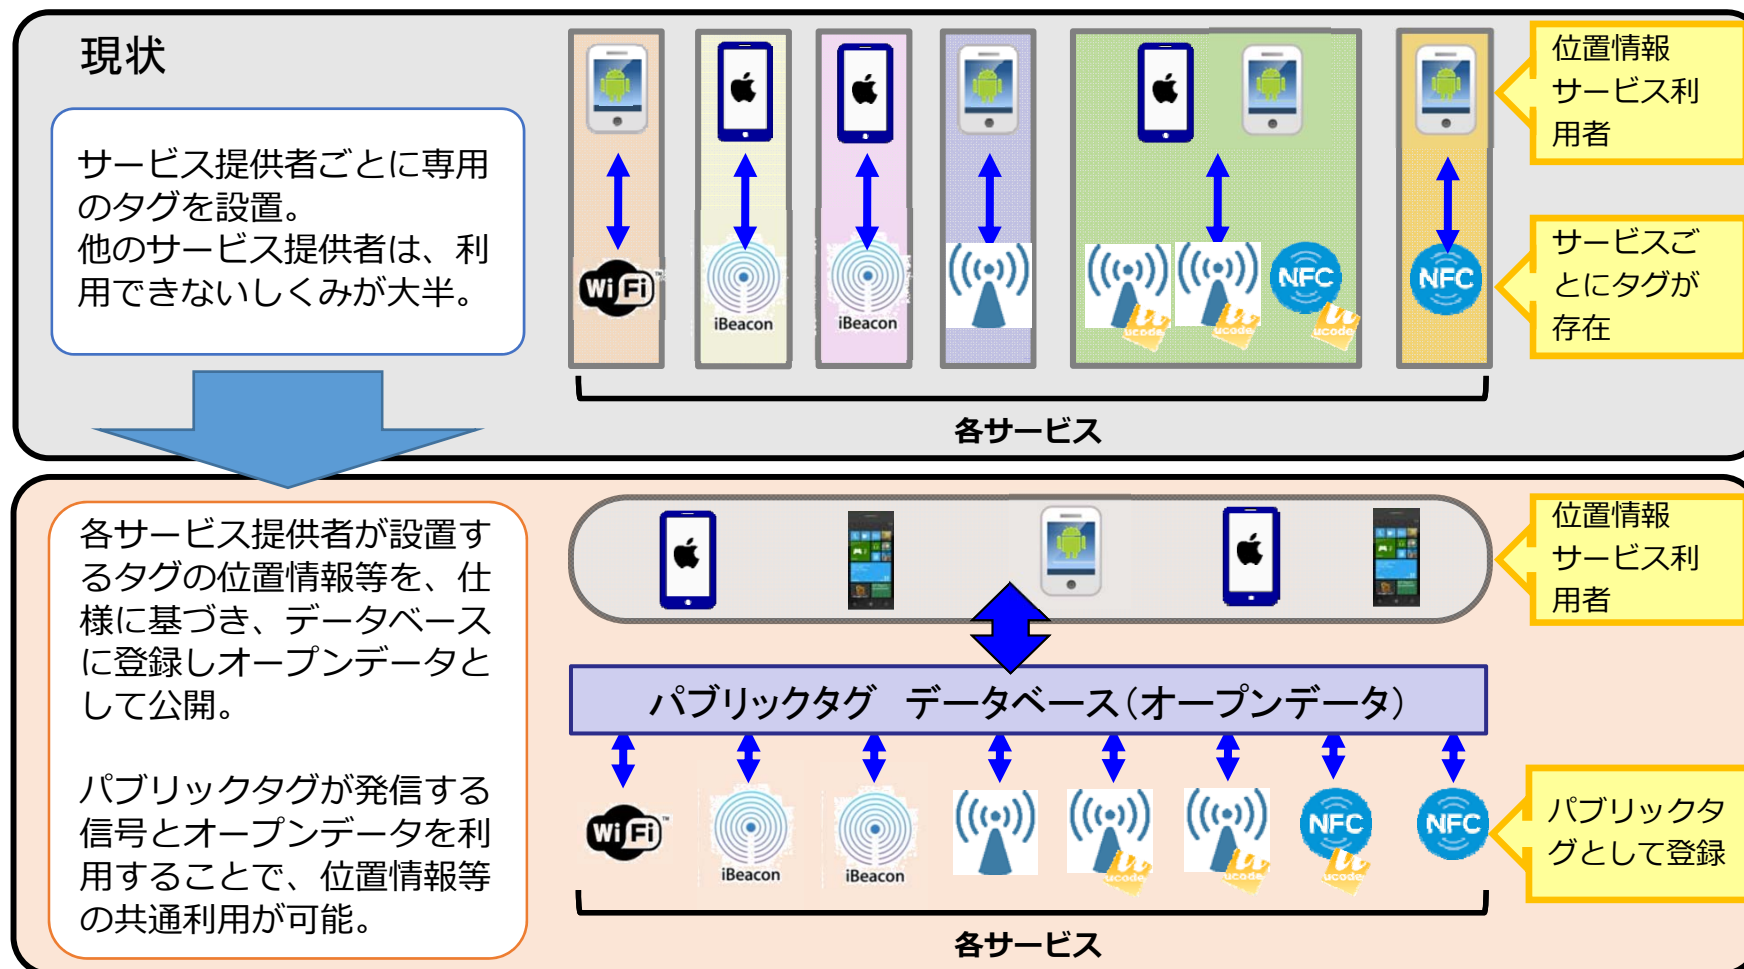 現状
サービス提供者ごとに専用
のタグを設置。
他のサービス提供者は、利
用できないしくみが大半。
位置情報
サービス利
用者
サービスご
とにタグが
存在
Wi Fi™
iBeacon
iBeacon
ucode
ucode
NFC
ucode
NFC
各サービス
各サービス提供者が設置す
るタグの位置情報等を、仕
様に基づき、データベース
に登録しオープンデータと
して公開。
パブリックタグが発信する
信号とオープンデータを利
用することで、位置情報等
の共通利用が可能。
位置情報
サービス利
用者
パブリックタグ　データベース(オープンデータ)
Wi Fi™
iBeacon
iBeacon
ucode
ucode
NFC
ucode
NFC
パブリックタ
グとして登録
各サービス